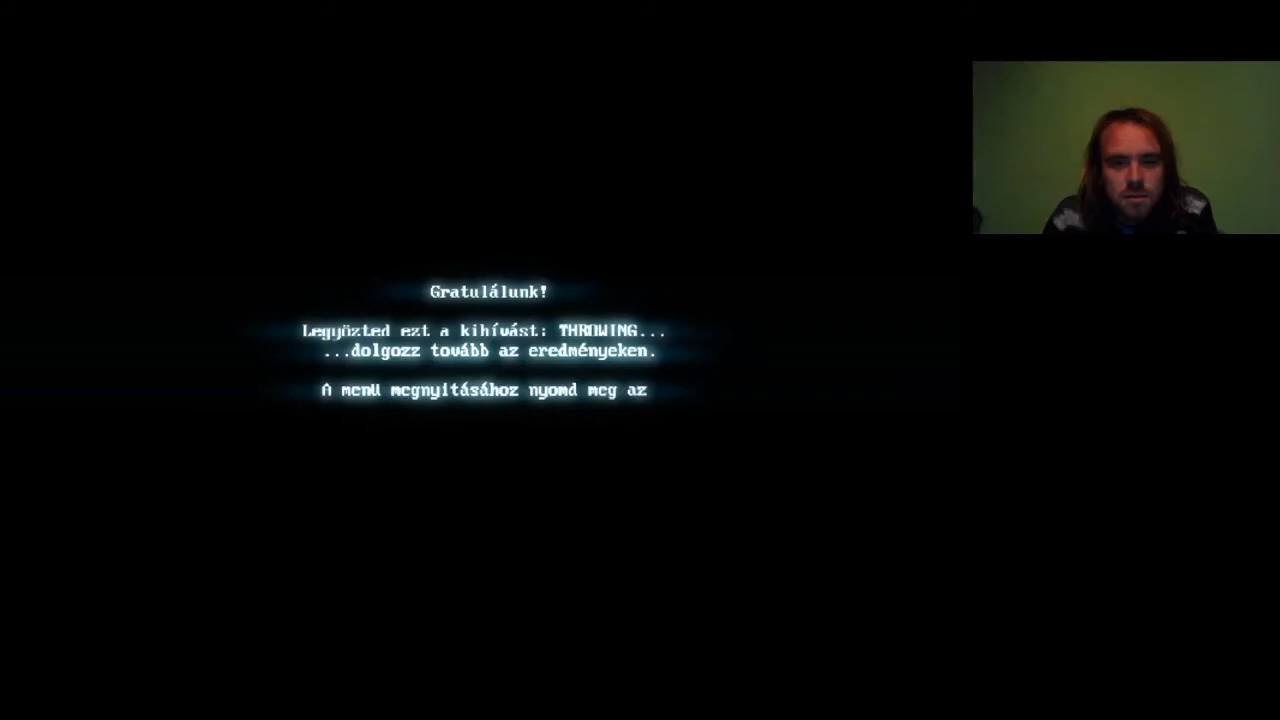 Gratulálunk!
Legyőzted ezt a kihívást: THROWING...
...dolgozz tovább az eredményeken.
A menü megnyitásához nyomd meg az